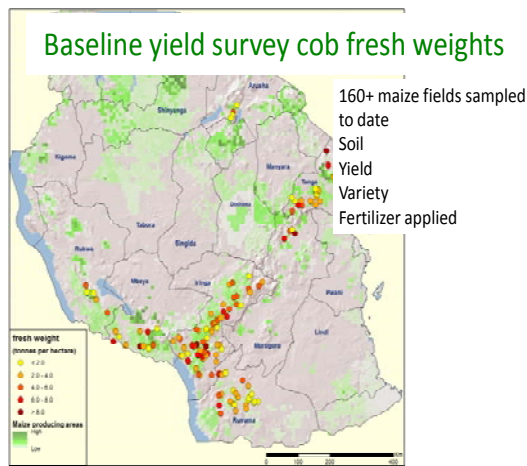 Baseline yield survey cob fresh weights
160+ maize fields sampled
to date
Soil
Yield
Variety
Fertilizer applied
Arusha
Shinyanga
Kigoma
Manyara
Tanga
Dodoma
Tabora
Singida
Rukwa
Mbeya
Iringa
Pwani
Lindi
Morogoro
Ruvuma
fresh weight
(tonnes per hectare)
< 2.0
2.0 - 4.0
4.0 - 6.0
6.0 - 8.0
> 8.0
Maize producing areas
High
Low
0 100 200 400